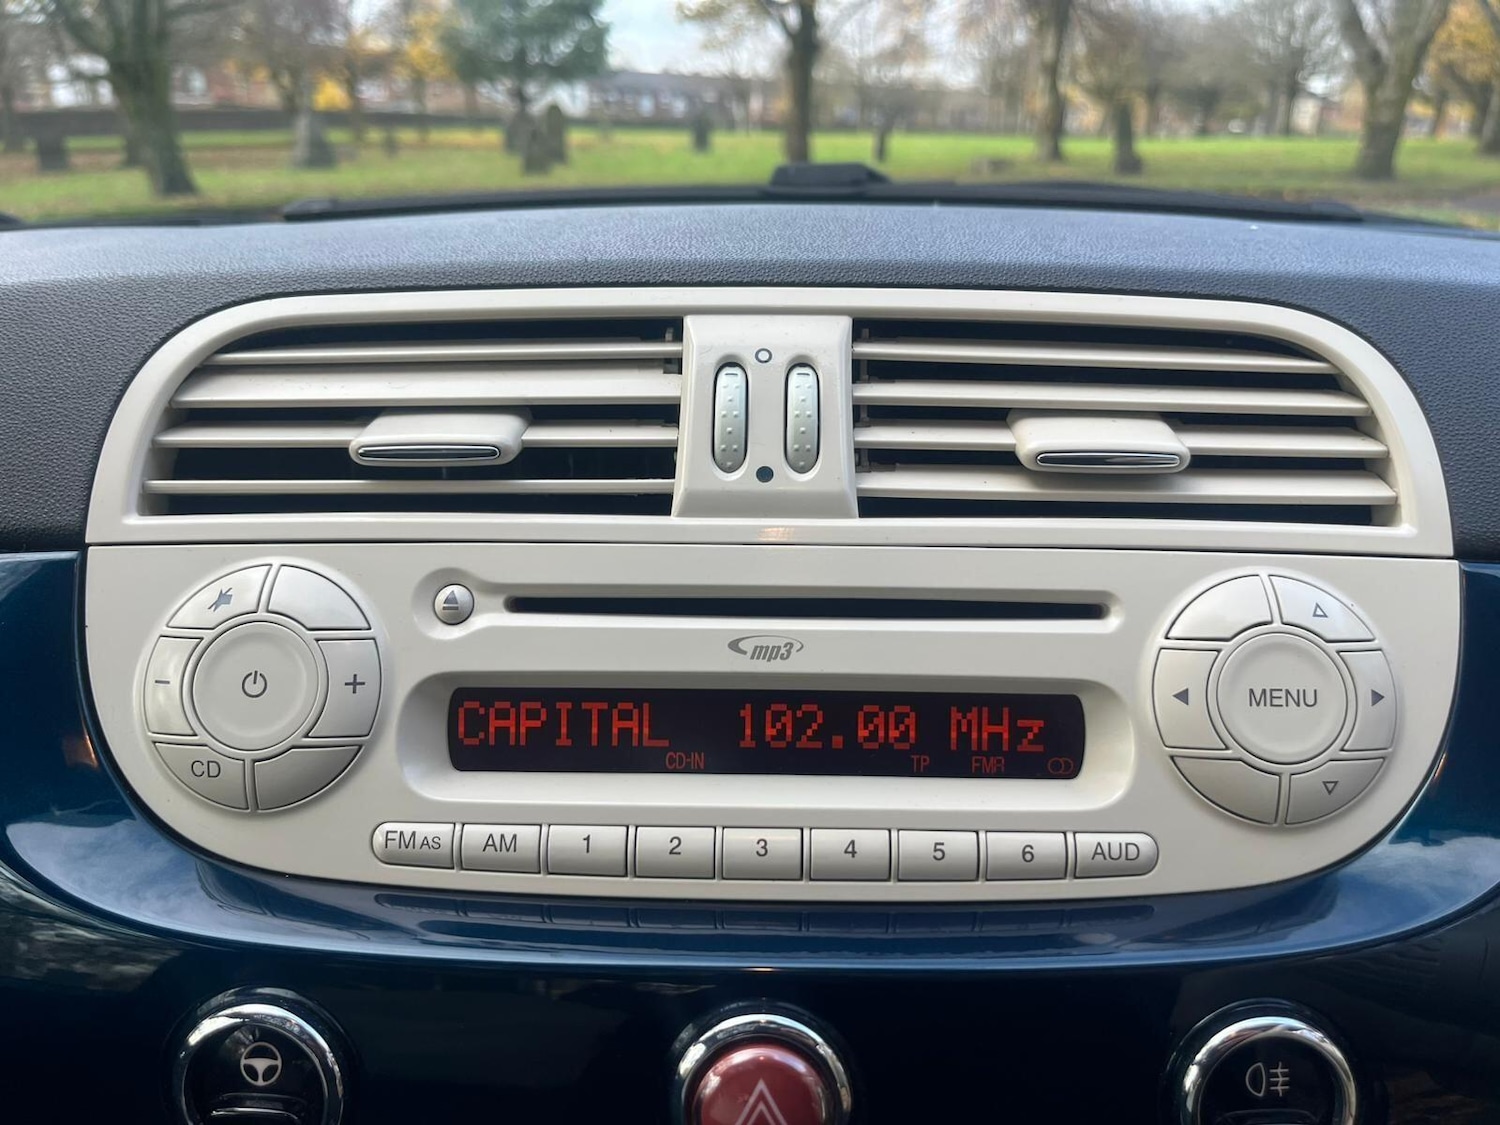 mp3
CAPITAL 102.00 MHz
CD-IN TP FMR
- +
CD
MENU
FM AS AM 1 2 3 4 5 6 AUD